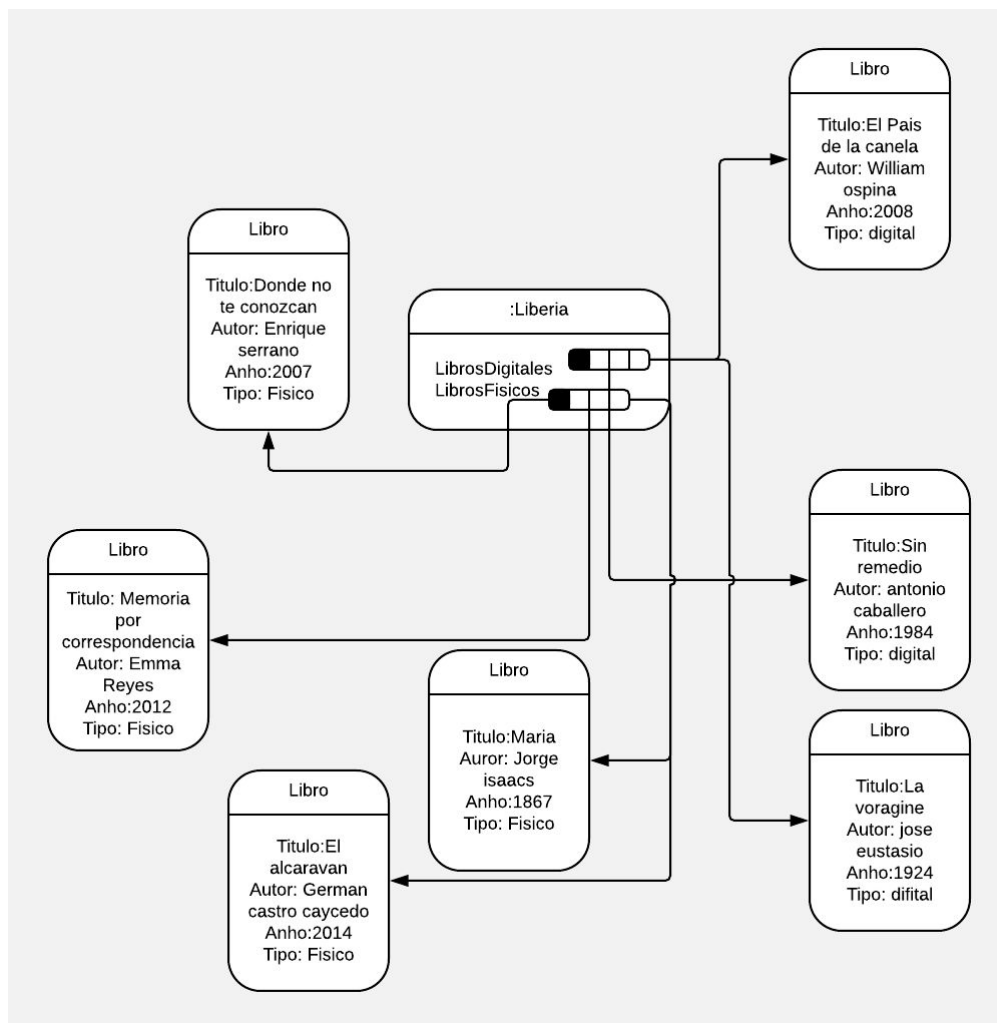 Libro
Titulo:El Pais
de la canela
Autor: William
ospina
Anho:2008
Tipo: digital
Libro
Titulo:Donde no
te conozcan
Autor: Enrique
serrano
Anho:2007
Tipo: Fisico
:Liberia
LibrosDigitales
LibrosFisicos
Libro
Titulo:Sin
remedio
Autor: antonio
caballero
Anho:1984
Tipo: digital
Libro
Titulo: Memoria
por
correspondencia
Autor: Emma
Reyes
Anho:2012
Tipo: Fisico
Libro
Titulo:Maria
Auror: Jorge
isaacs
Anho:1867
Tipo: Fisico
Libro
Titulo:La
voragine
Autor: jose
eustasio
Anho:1924
Tipo: difital
Libro
Titulo:El
alcaravan
Autor: German
castro caycedo
Anho:2014
Tipo: Fisico